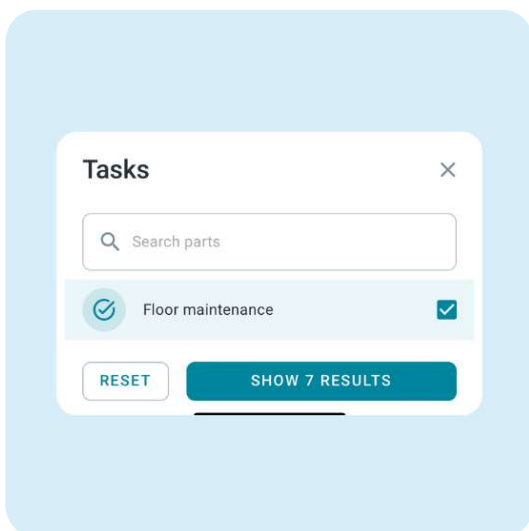 Tasks
Search parts
Floor maintenance
RESET
SHOW 7 RESULTS